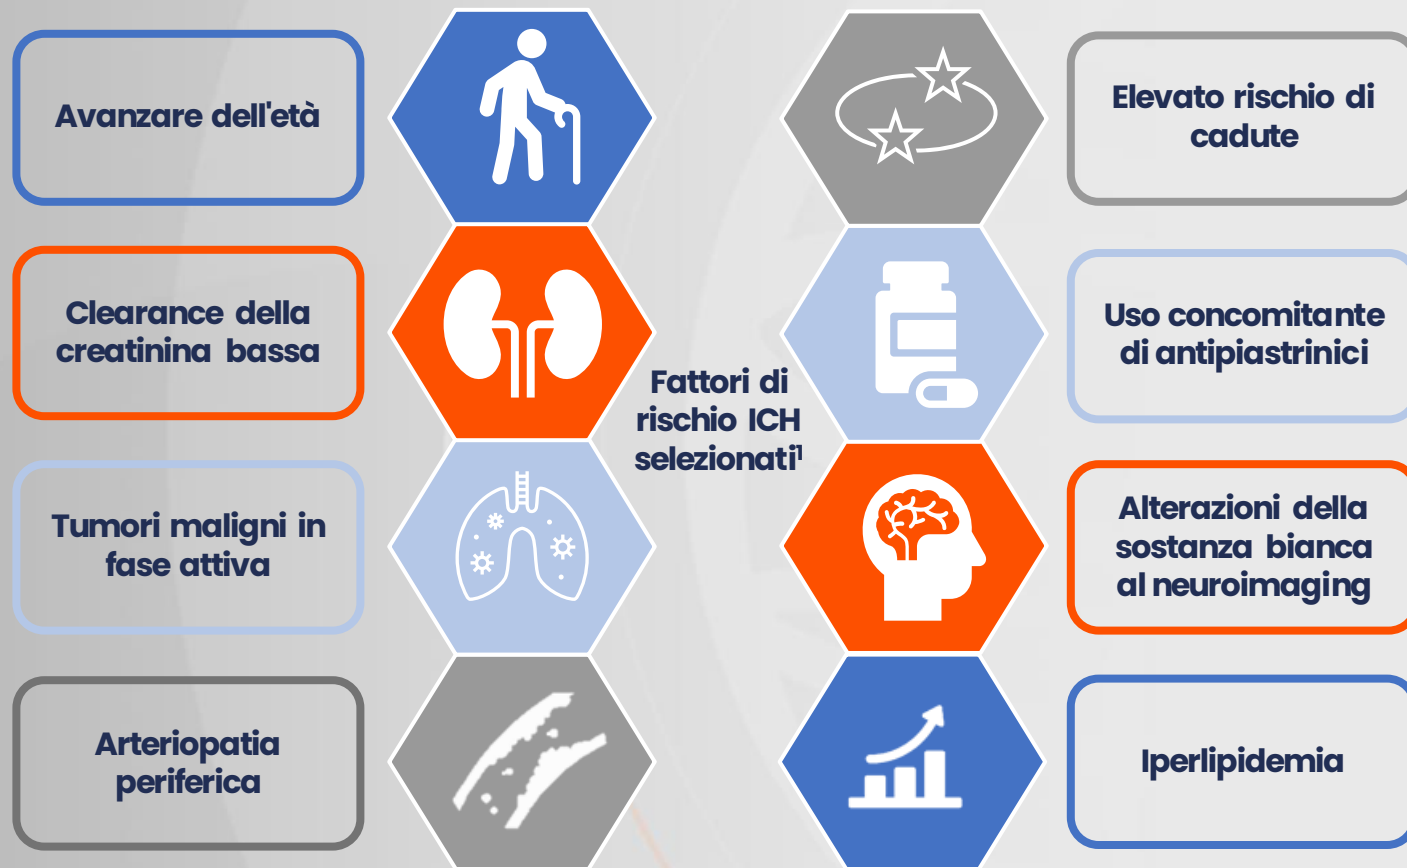 Avanzare dell'età
Clearance della
creatinina bassa
Tumori maligni in
fase attiva
Arteriopatia
periferica
Fattori di
rischio ICH
selezionati¹
Elevato rischio di
cadute
Uso concomitante
di antipiastrinici
Alterazioni della
sostanza bianca
al neuroimaging
Iperlipidemia